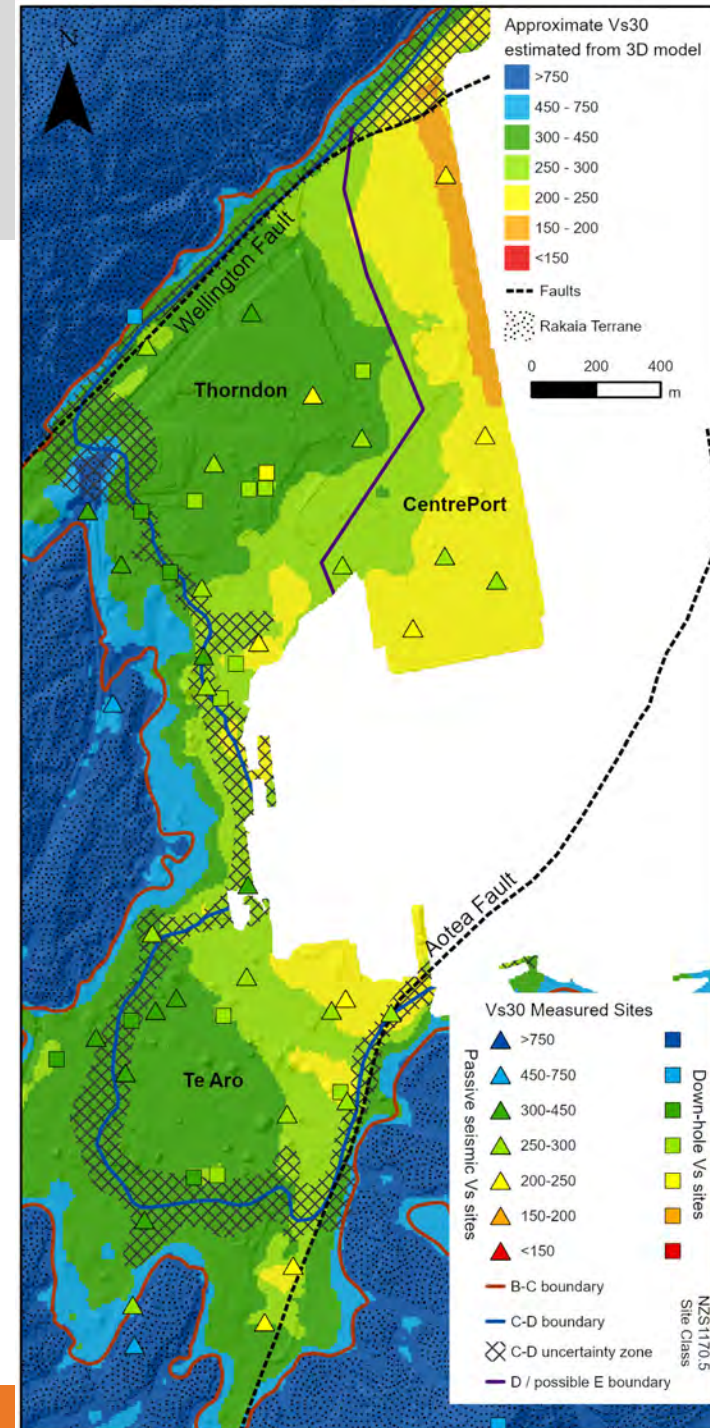 N
Approximate Vs30
estimated from 3D model
>750
450 - 750
300 - 450
250 - 300
200 - 250
150 - 200
<150
Faults
Rakaia Terrane
0 200 400
m
Wellington Fault
Thorndon
CentrePort
Aotea Fault
Te Aro
Vs30 Measured Sites
Passive seismic Vs sites
>750
450-750
300-450
250-300
200-250
150-200
<150
Down-hole Vs sites
B-C boundary
C-D boundary
C-D uncertainty zone
D / possible E boundary
NZS1170.5
Site Class